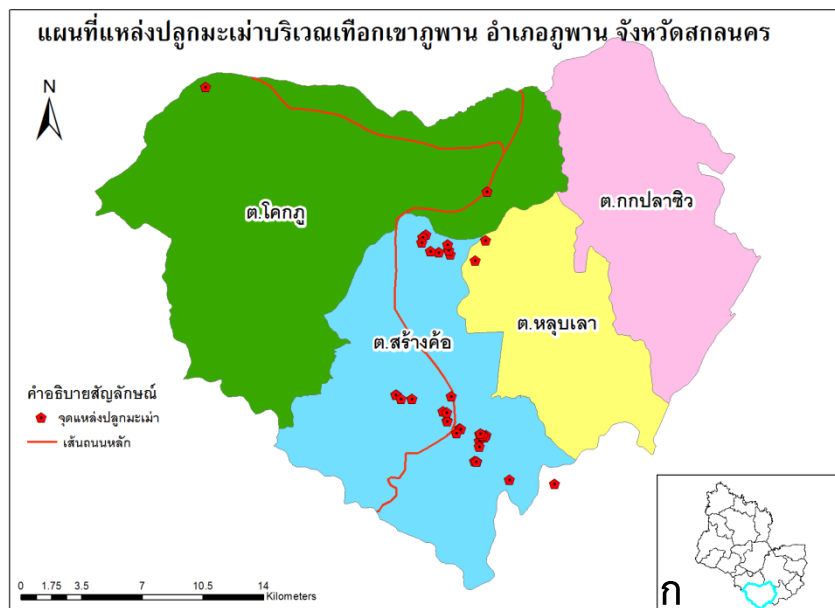 แผนที่แหล่งปลูกมะเม่าบริเวณเทือกเขาภูพาน อำเภอภูพาน จังหวัดสกลนคร
N
ต.กกปลาซิว
ต.โคกภู
ต.หลุบเลา
ต.สร้างค้อ
คำอธิบายสัญลักษณ์
จุดแหล่งปลูกมะเม่า
เส้นถนนหลัก
0 1.75 3.5 7 10.5 14
Kilometers
ก